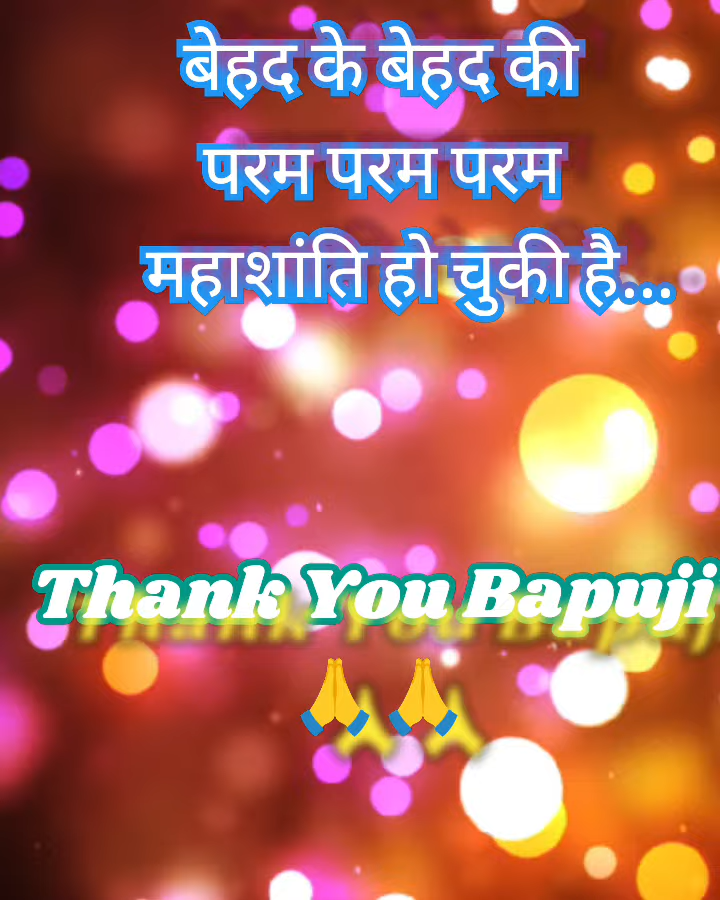 बेहद के बेहद की
परम परम परम
महाशांति हो चुकी है...
Thank You Bapuji
🙏🙏